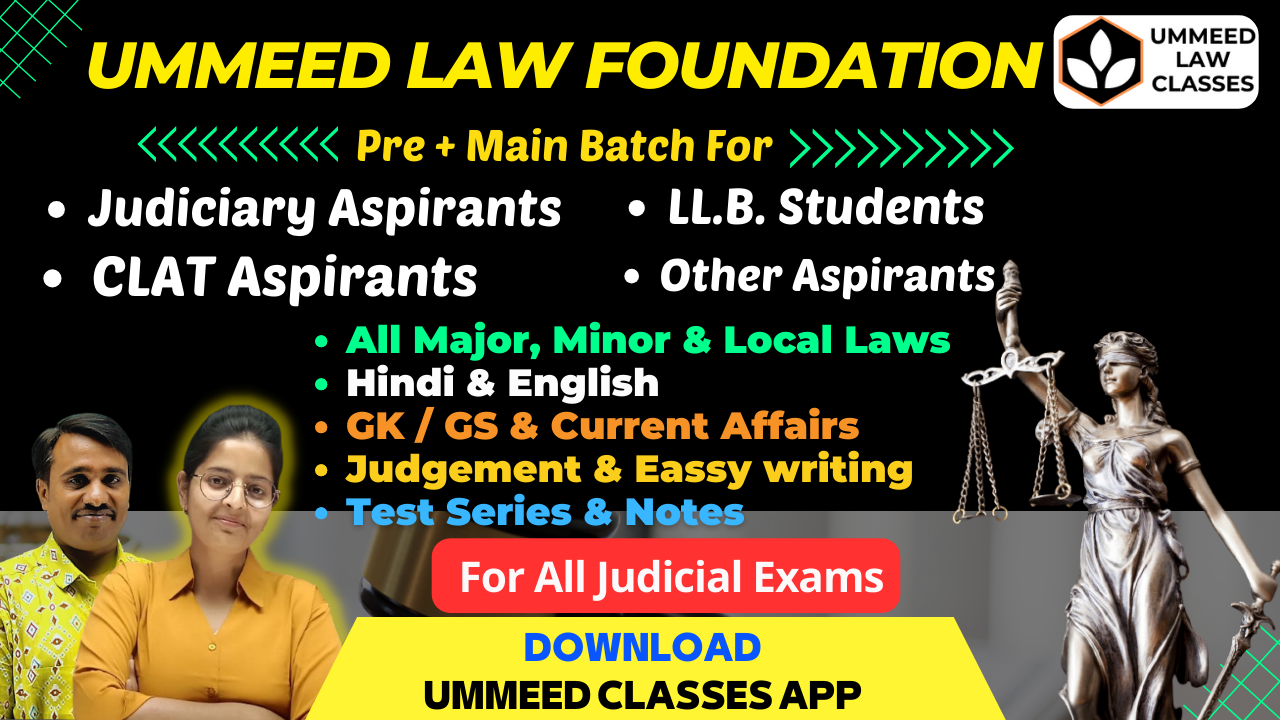 UMMEED LAW FOUNDATION
UMMEED
LAW
CLASSES
Pre + Main Batch For
• Judiciary Aspirants
• LL.B. Students
• CLAT Aspirants
• Other Aspirants
• All Major, Minor & Local Laws
• Hindi & English
• GK / GS & Current Affairs
• Judgement & Eassy writing
• Test Series & Notes
For All Judicial Exams
DOWNLOAD
UMMEED CLASSES APP